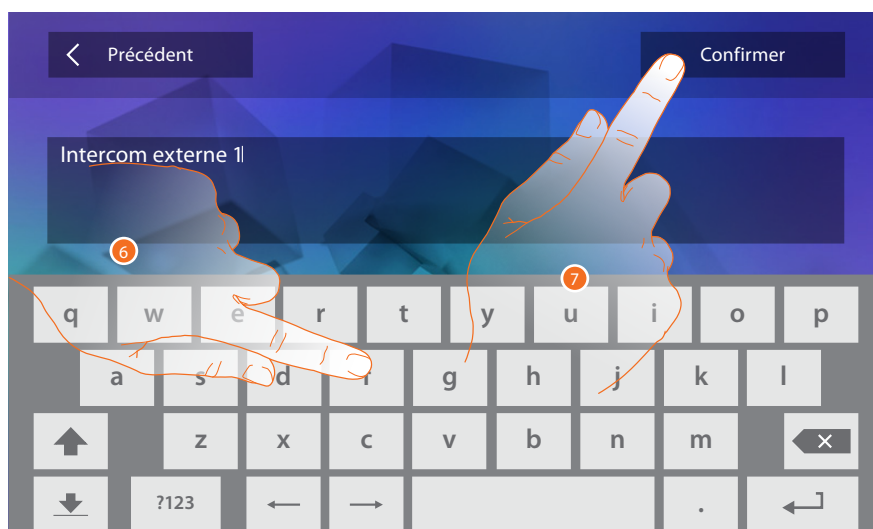 Précédent
Confirmer
Intercom externe 1
6
7
q w e r t y u i o p
a s d f g h j k l
z x c v b n m
?123 .